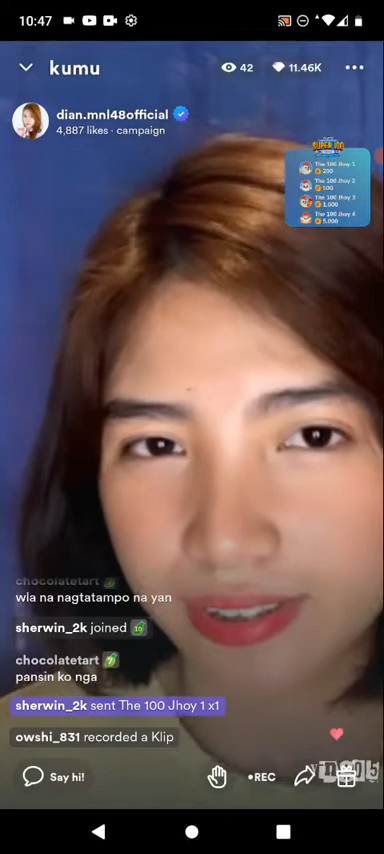 10:47
kumu
42
11.46K
dian.mnl48official
4,887 likes · campaign
SUPER 100
The 100 Jhoy 1
200
The 100 Jhoy 2
500
The 100 Jhoy 3
1,000
The 100 Jhoy 4
5,000
chocolatetart
wla na nagtatampo na yan
sherwin_2k joined
chocolatetart
pansin ko nga
sherwin_2k sent The 100 Jhoy 1 x1
owshi_831 recorded a Klip
Say hi!
•REC